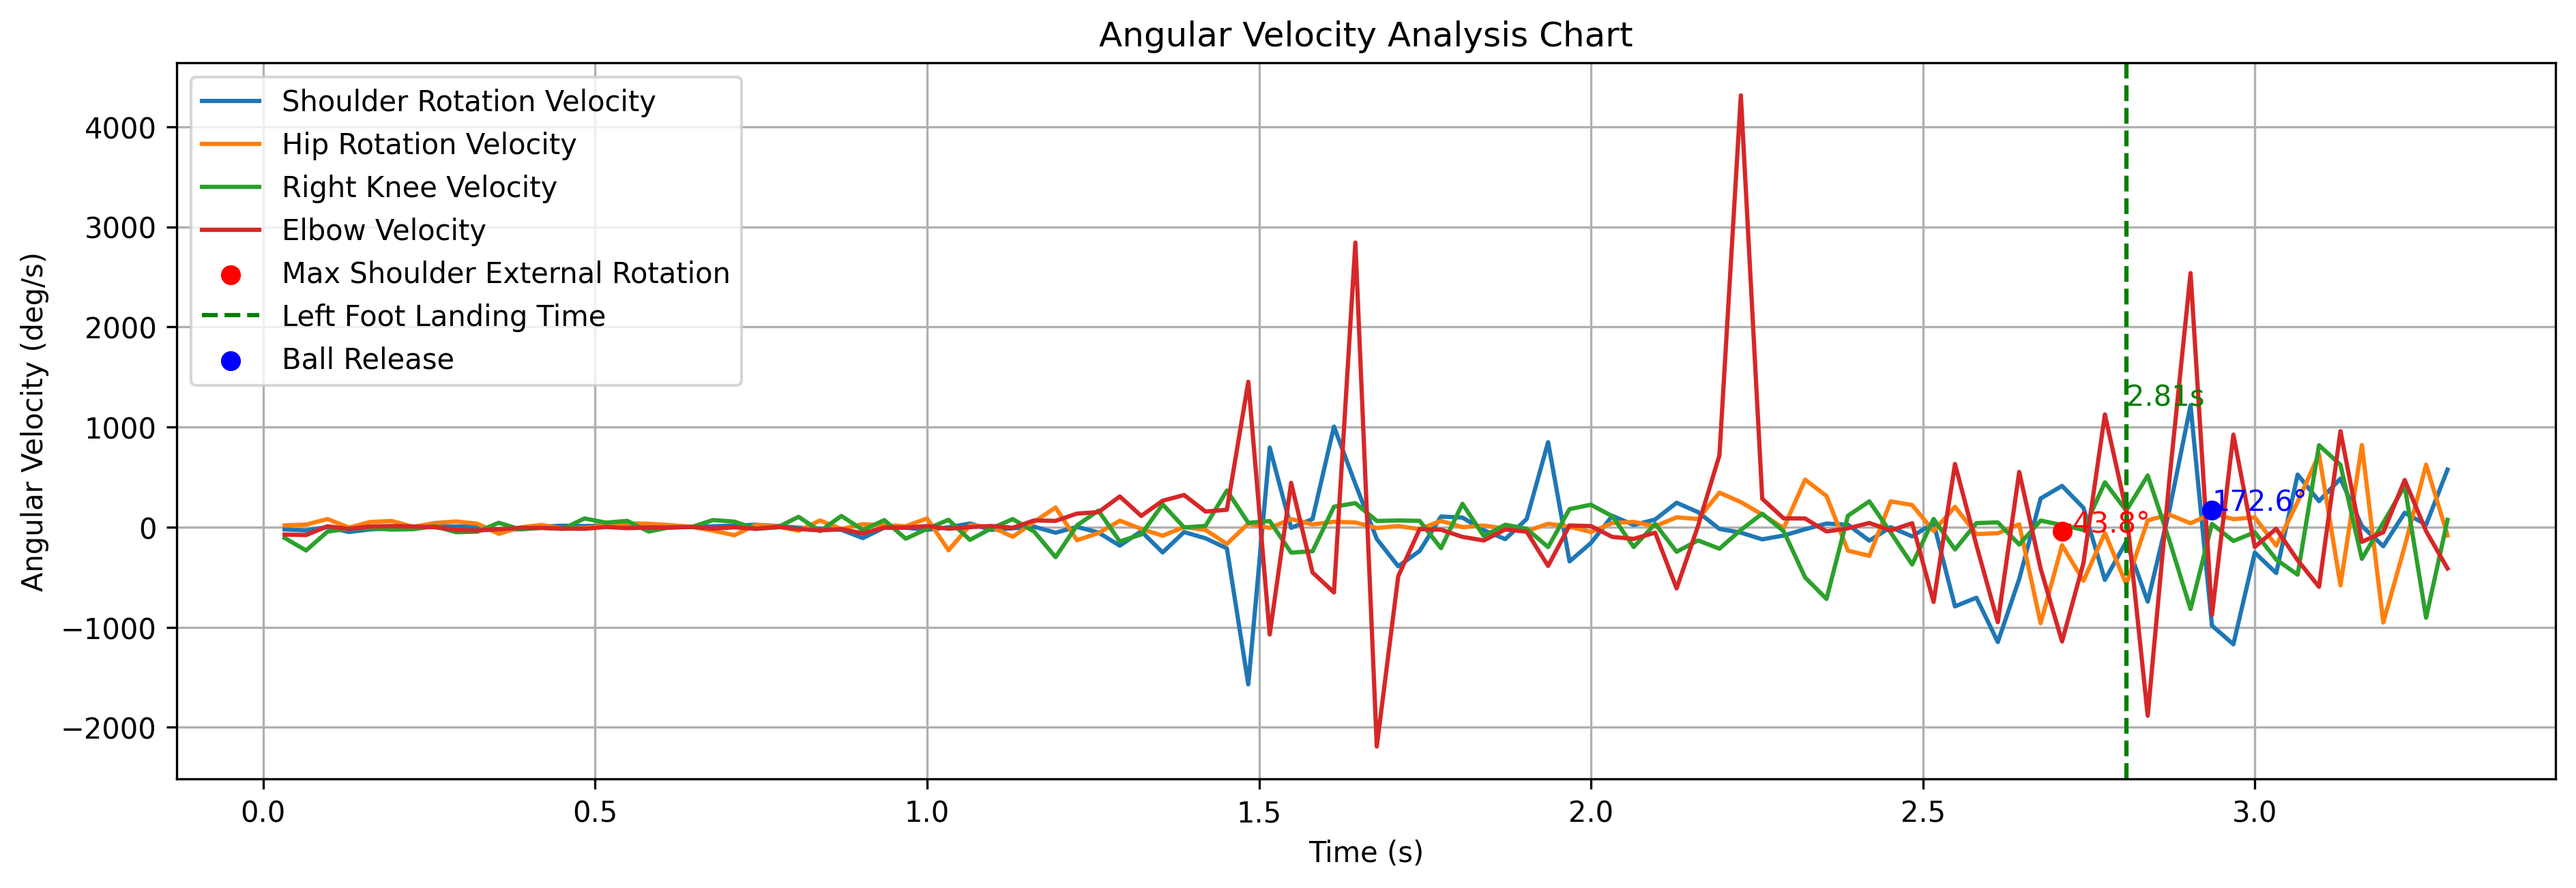 Angular Velocity Analysis Chart
Shoulder Rotation Velocity
Hip Rotation Velocity
Right Knee Velocity
Elbow Velocity
Max Shoulder External Rotation
Left Foot Landing Time
Ball Release
Angular Velocity (deg/s)
4000
3000
2000
1000
0
−1000
−2000
2.81s
172.6°
-43.8°
0.0
0.5
1.0
1.5
2.0
2.5
3.0
Time (s)